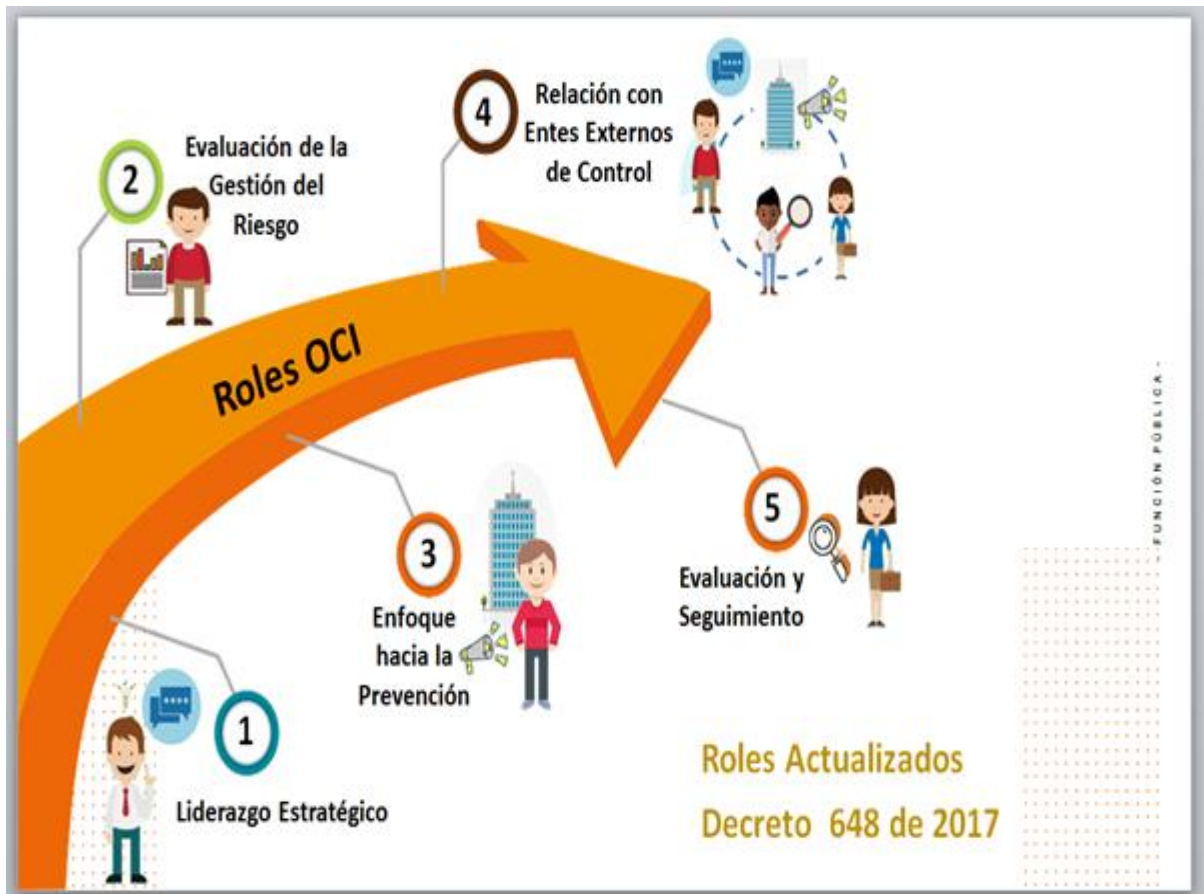 1
Liderazgo Estratégico
2
Evaluación de la
Gestión del
Riesgo
3
Enfoque
hacia la
Prevención
4
Relación con
Entes Externos
de Control
5
Evaluación y
Seguimiento
Roles OCI
Roles Actualizados
Decreto 648 de 2017
- FUNCIÓN PÚBLICA -